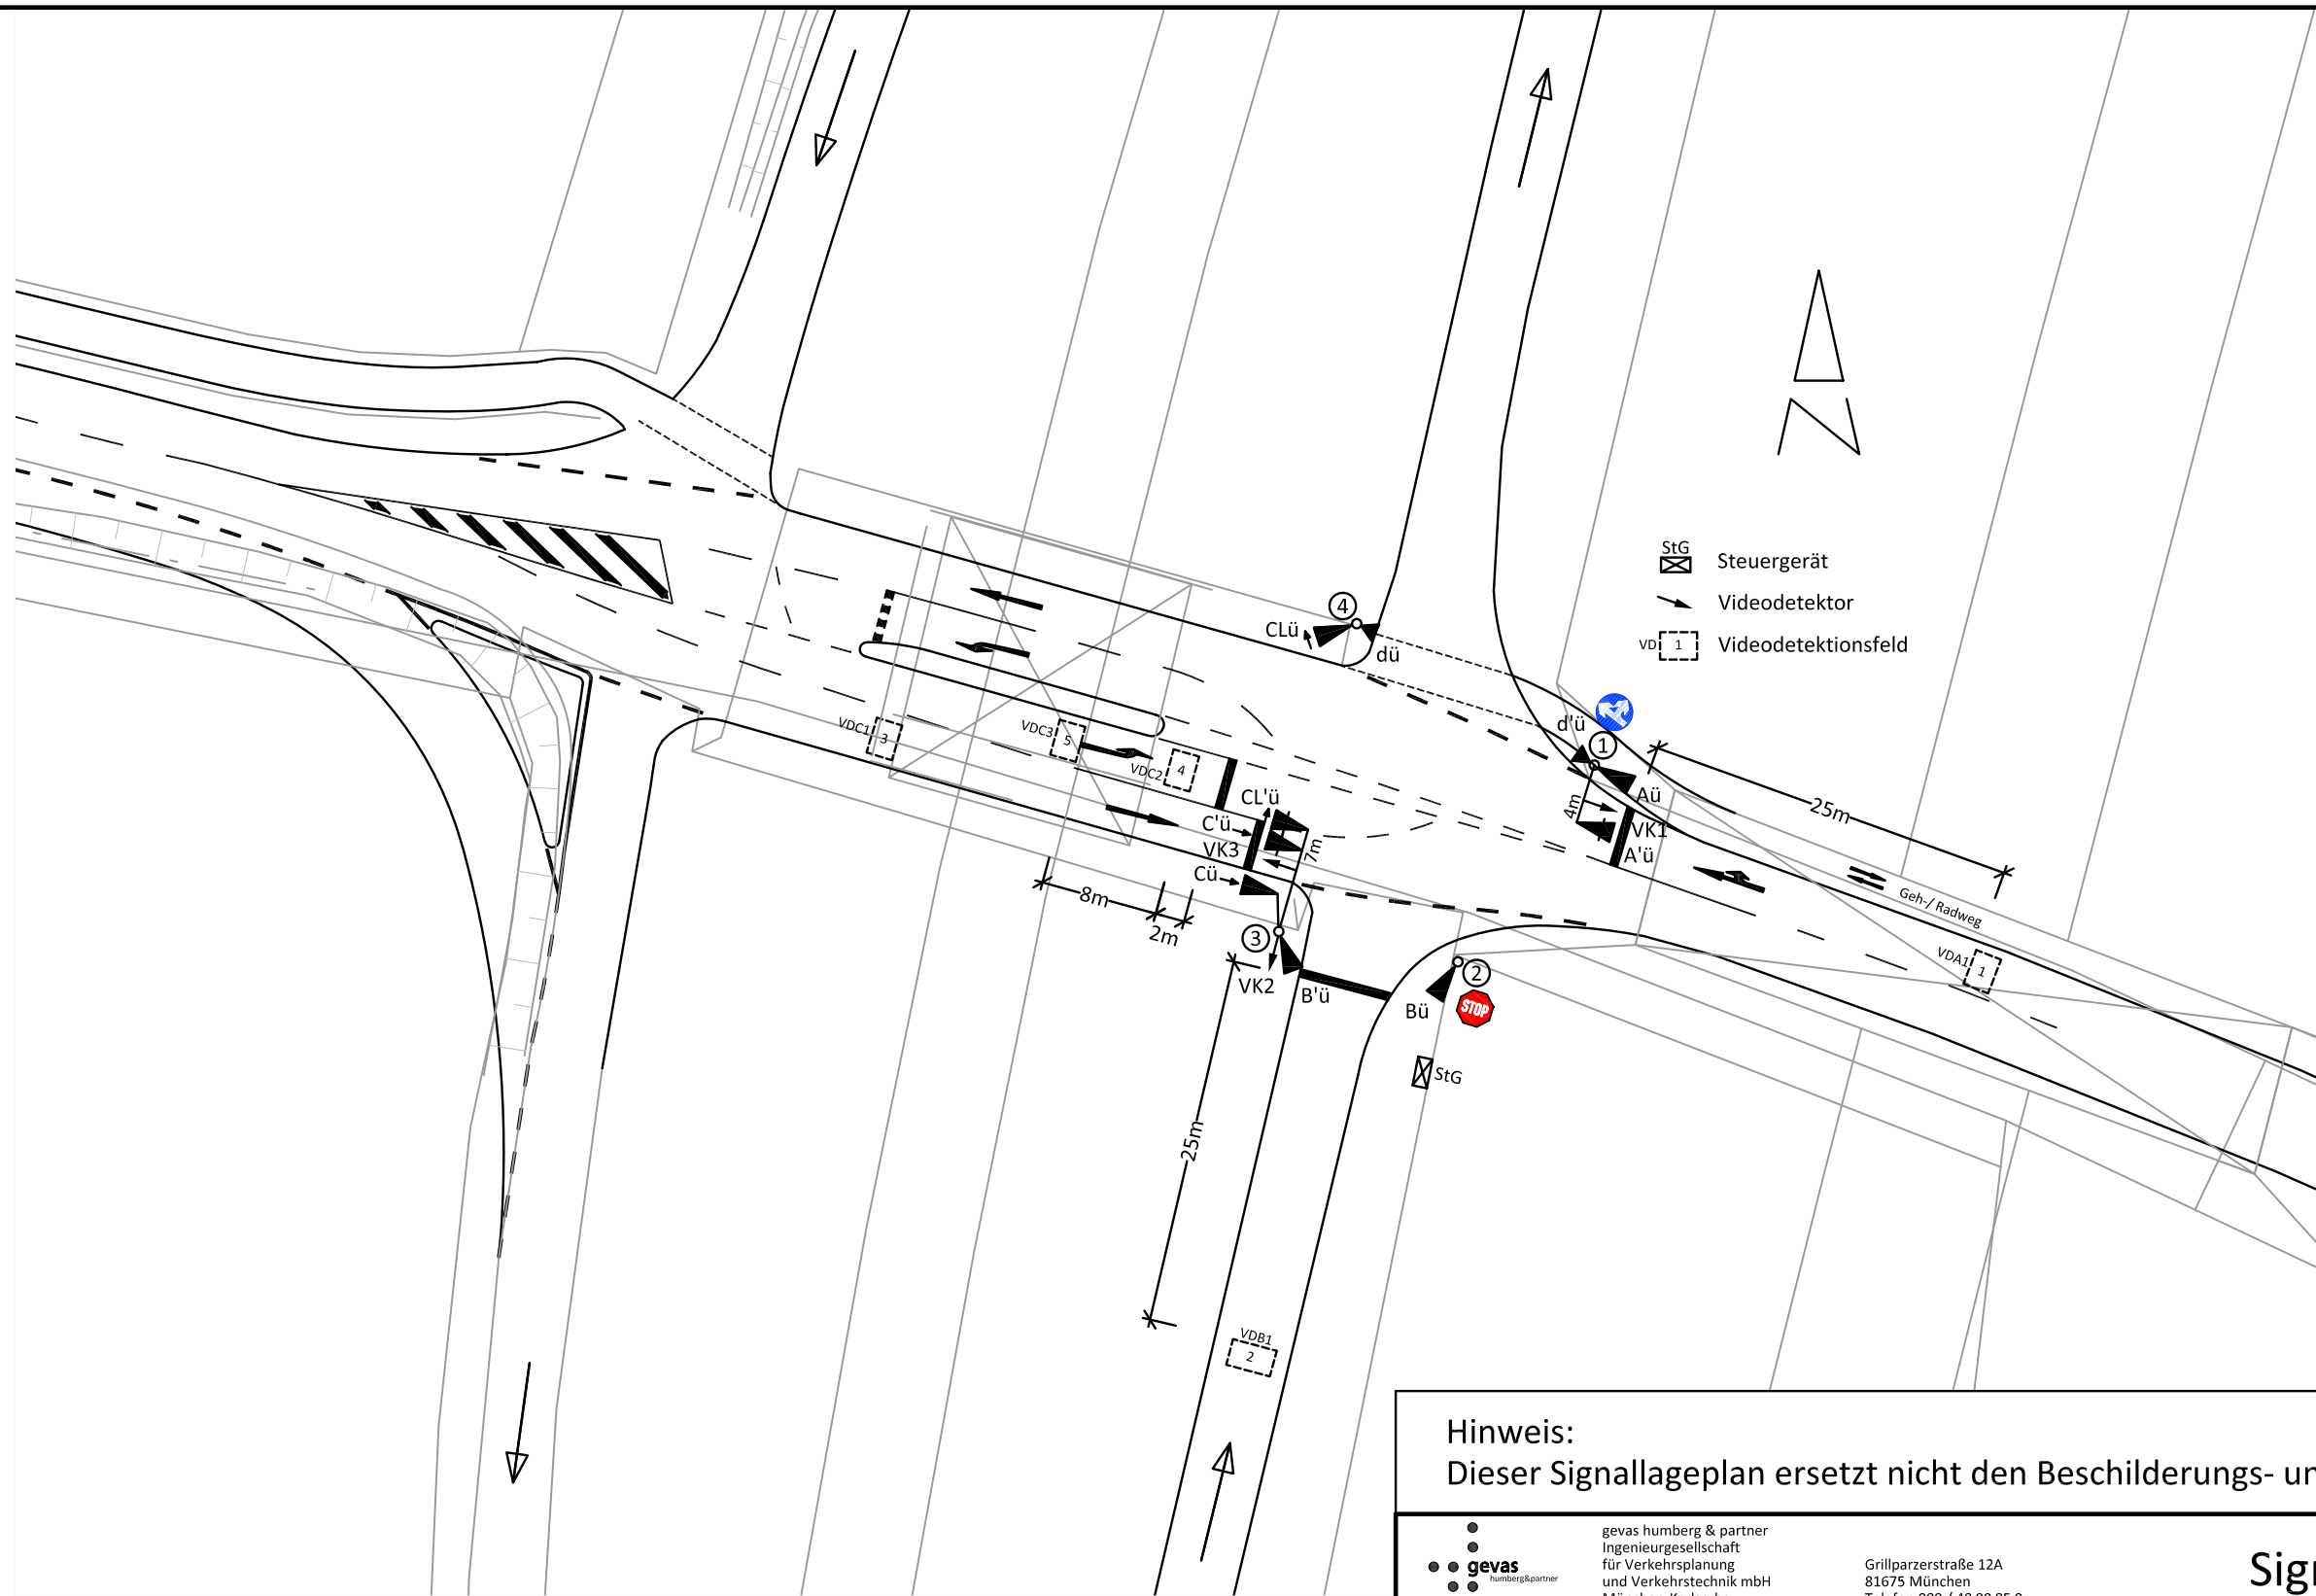 StG
Steuergerät
Videodetektor
VD 1 Videodetektionsfeld
4
CLü
dü
d'ü
1
Aü
4m
VK1
A'ü
25m
Geh-/ Radweg
VDA1 1
VDC1 3
VDC3 5
VDC2 4
CL'ü
C'ü
VK3
7m
Cü
8m
2m
3
VK2
B'ü
2
STOP
Bü
StG
25m
VDB1
2
N
Hinweis:
Dieser Signallageplan ersetzt nicht den Beschilderungs-
gevas
humberg&partner
gevas humberg & partner
Ingenieurgesellschaft
für Verkehrsplanung
und Verkehrstechnik mbH
Grillparzerstraße 12A
81675 München